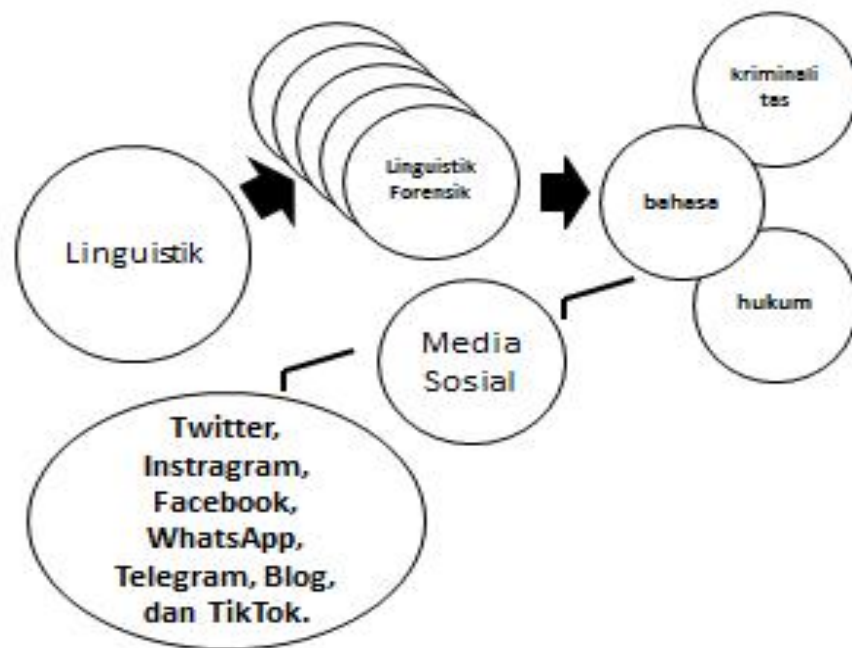 Linguistik
Linguistik
Forensik
kriminali
tas
bahasa
hukum
Media
Sosial
Twitter,
Instragram,
Facebook,
WhatsApp,
Telegram, Blog,
dan TikTok.